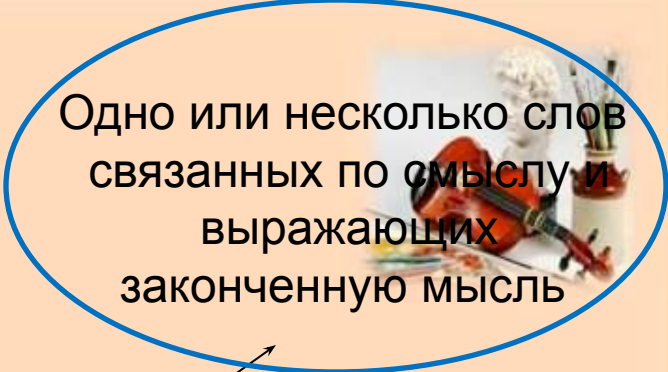 Одно или несколько слов
связанных по смыслу и
выражающих
законченную мысль